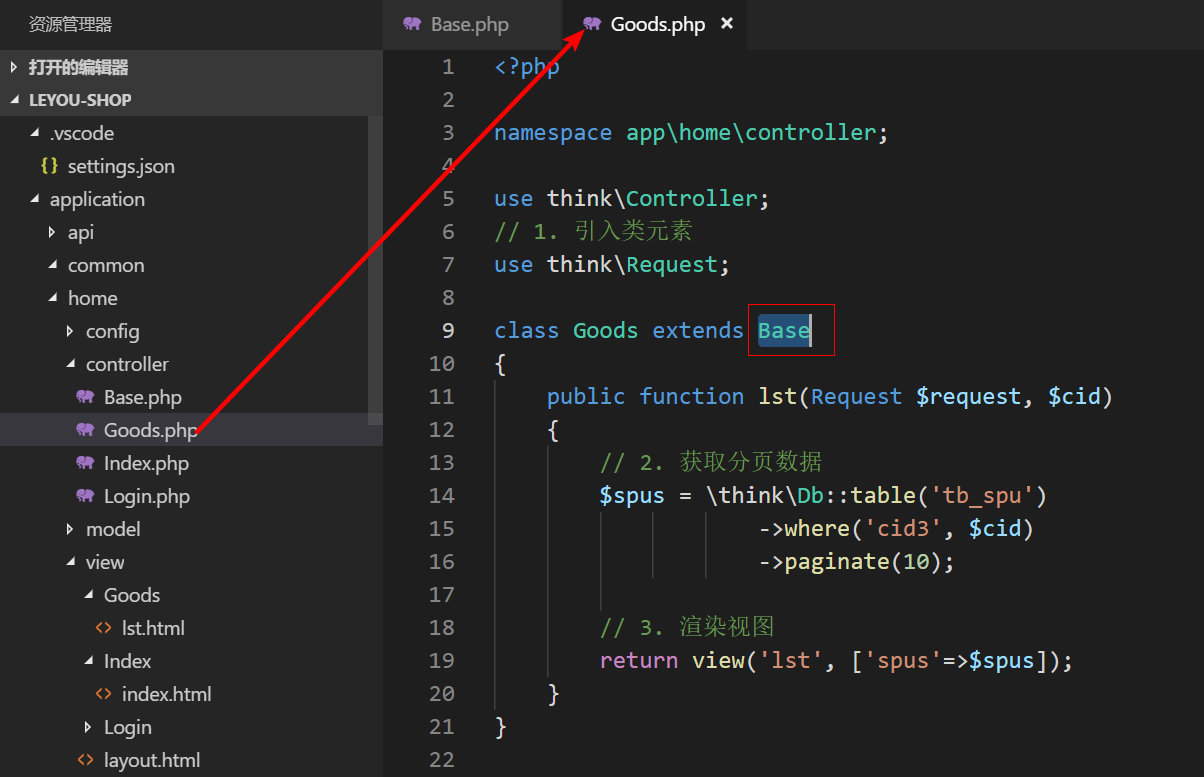 资源管理器
打开的编辑器
LEYOU-SHOP
.vscode
{} settings.json
application
api
common
home
config
controller
Base.php
Goods.php
Index.php
Login.php
model
view
Goods
<> lst.html
Index
<> index.html
Login
<> layout.html
Base.php
Goods.php ×
1 <?php
2
3 namespace app\home\controller;
4
5 use think\Controller;
6 // 1. 引入类元素
7 use think\Request;
8
9 class Goods extends Base
10 {
11 public function lst(Request $request, $cid)
12 {
13 // 2. 获取分页数据
14 $spus = \think\Db::table('tb_spu')
15 ->where('cid3', $cid)
16 ->paginate(10);
17
18 // 3. 渲染视图
19 return view('lst', ['spus'=>$spus]);
20 }
21 }
22